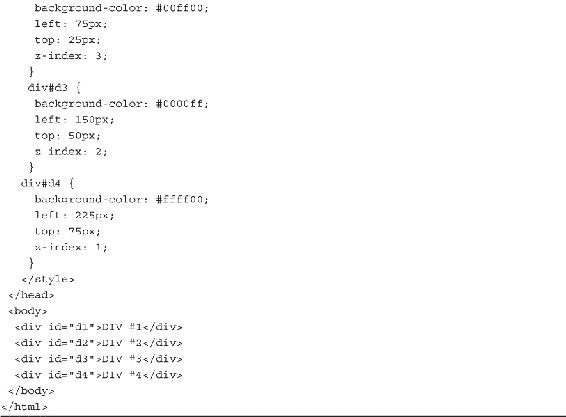 background-color: #00ff00;
left: 75px;
top: 25px;
z-index: 3;
}
div#d3 {
background-color: #0000ff;
left: 150px;
top: 50px;
z index: 2;
}
div#d4 {
background-color: #ffff00;
left: 225px;
top: 75px;
z-index: 1;
}
</style>
</head>
<body>
<div id="d1">DIV #1</div>
<div id="d2">DIV #2</div>
<div id="d3">DIV #3</div>
<div id="d4">DIV #4</div>
</body>
</html>